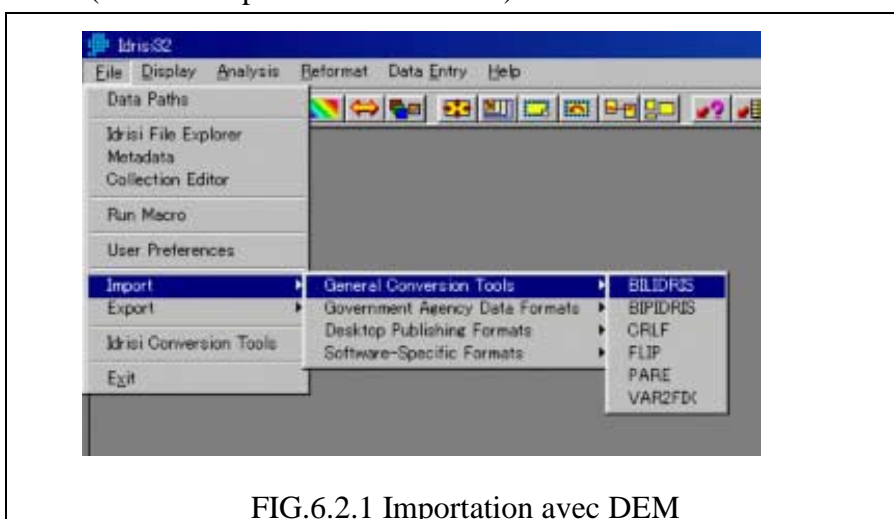 Idrisi32
File Display Analysis Reformat Data Entry Help
Data Paths
Idrisi File Explorer
Metadata
Collection Editor
Run Macro
User Preferences
Import General Conversion Tools BILIDRIS
Export Government Agency Data Formats BIPIDRIS
Desktop Publishing Formats CRLF
Idrisi Conversion Tools Software-Specific Formats FLIP
Exit PARE
VAR2FIX
FIG.6.2.1 Importation avec DEM